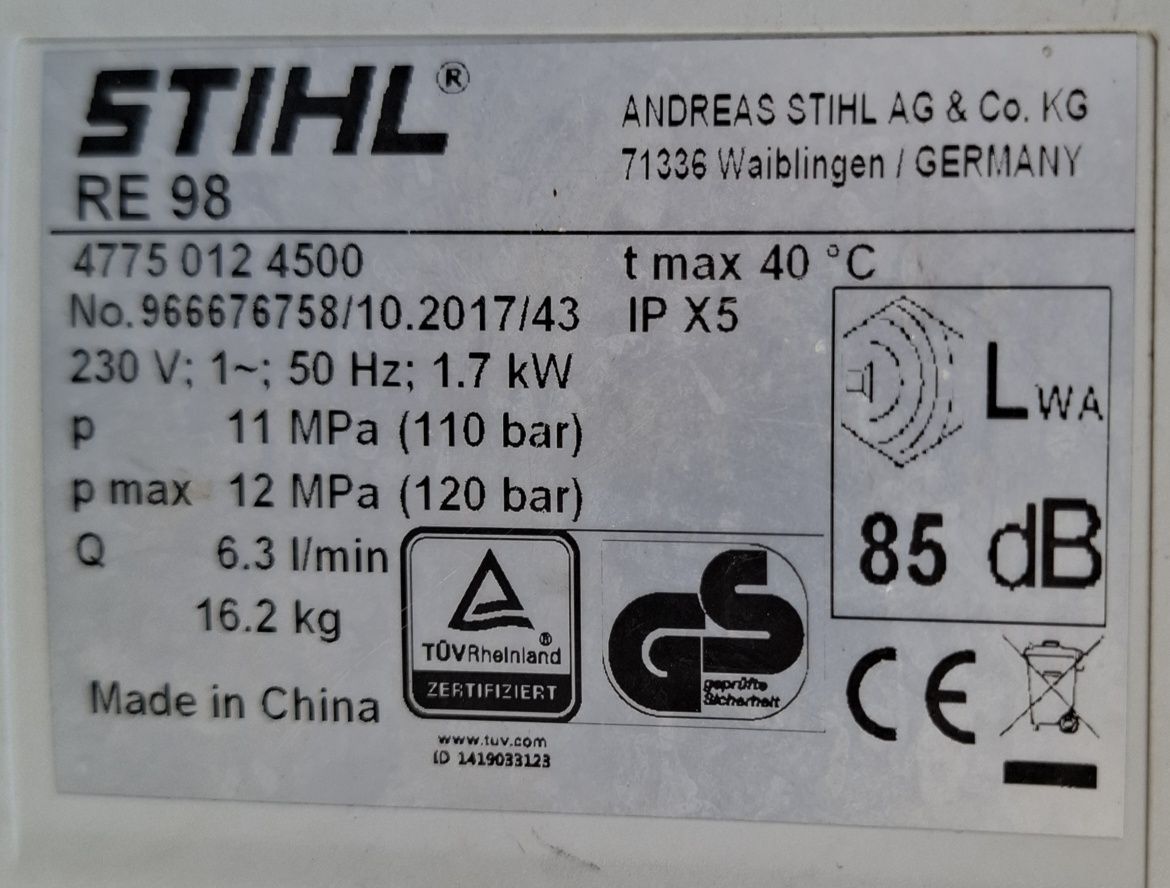 STIHL®
RE 98
ANDREAS STIHL AG & Co. KG
71336 Waiblingen / GERMANY
4775 012 4500
No.966676758/10.2017/43
230 V; 1~; 50 Hz; 1.7 kW
p 11 MPa (110 bar)
p max 12 MPa (120 bar)
Q 6.3 l/min
16.2 kg
Made in China
t max 40 °C
IP X5
LWA
85 dB
TÜVRheinland®
ZERTIFIZIERT
www.tuv.com
ID 1419033123
GS
geprüfte
Sicherheit
CE